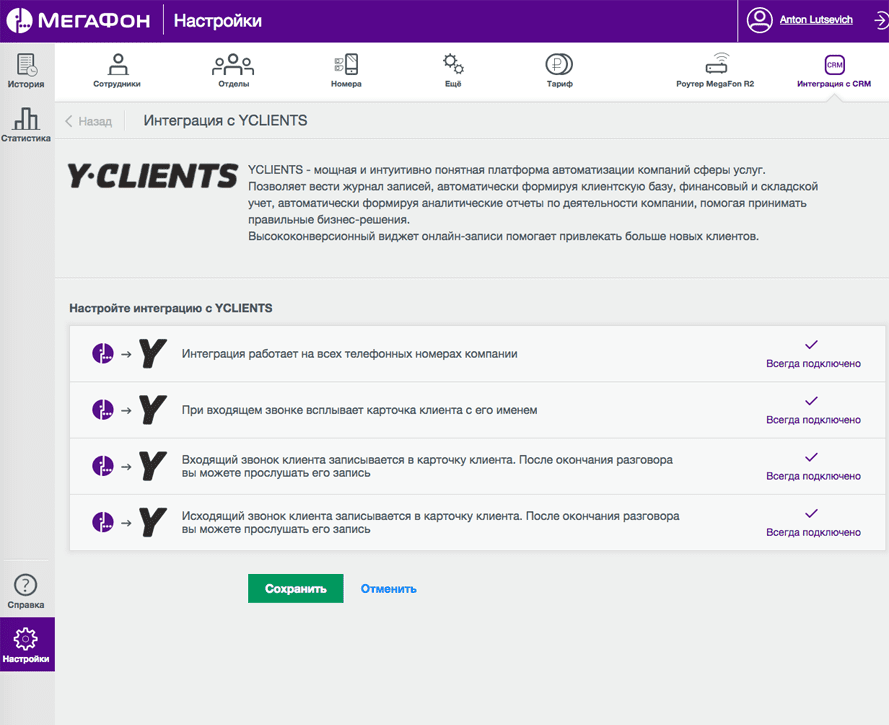 МЕГАФОН
Настройки
Anton Lutsevich
История
Статистика
Сотрудники
Отделы
Номера
Ещё
Тариф
Роутер MegaFon R2
CRM
Интеграция с CRM
Назад
Интеграция с YCLIENTS
Y·CLIENTS
YCLIENTS - мощная и интуитивно понятная платформа автоматизации компаний сферы услуг.
Позволяет вести журнал записей, автоматически формируя клиентскую базу, финансовый и складской
учет, автоматически формируя аналитические отчеты по деятельности компании, помогая принимать
правильные бизнес-решения.
Высококонверсионный виджет онлайн-записи помогает привлекать больше новых клиентов.
Настройте интеграцию с YCLIENTS
Y
Интеграция работает на всех телефонных номерах компании
Всегда подключено
Y
При входящем звонке всплывает карточка клиента с его именем
Всегда подключено
Y
Входящий звонок клиента записывается в карточку клиента. После окончания разговора
вы можете прослушать его запись
Всегда подключено
Y
Исходящий звонок клиента записывается в карточку клиента. После окончания разговора
вы можете прослушать его запись
Всегда подключено
Сохранить
Отменить
Справка
Настройки